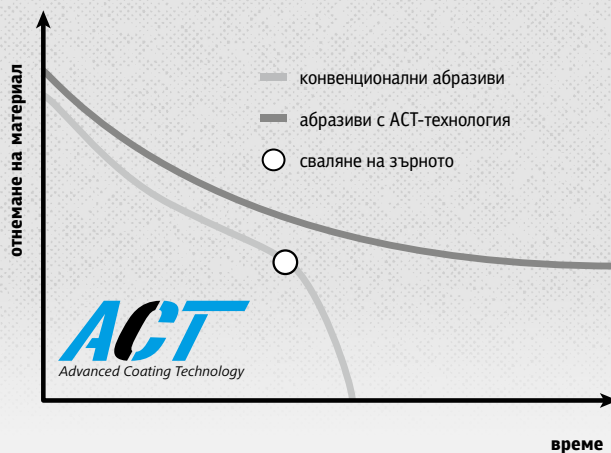 отнемане на материал
конвенционални абразиви
абразиви с ACT-технология
сваляне на зърното
ACT
Advanced Coating Technology
време